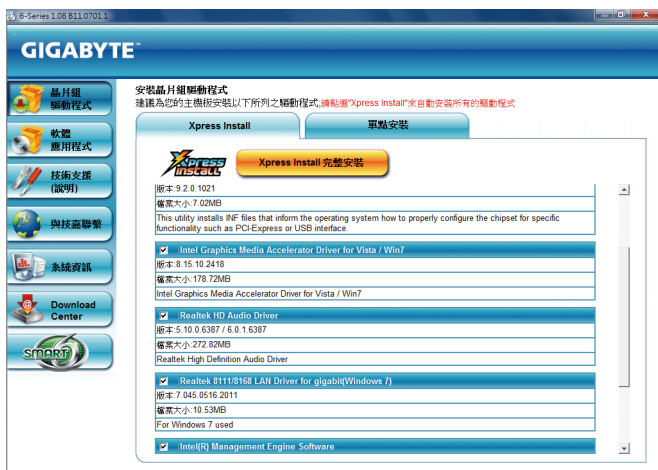 6-Series 1.08 B11.0701.1
GIGABYTE™
晶片組
驅動程式
軟體
應用程式
技術支援
(說明)
與技嘉聯繫
系統資訊
Download
Center
SMART
安裝晶片組驅動程式
建議為您的主機板安裝以下所列之驅動程式;請點選"Xpress Install"來自動安裝所有的驅動程式
Xpress Install
單點安裝
Xpress
Install
Xpress Install 完整安裝
版本:9.2.0.1021
檔案大小:7.02MB
This utility installs INF files that inform the operating system how to properly configure the chipset for specific
functionality such as PCI-Express or USB interface.
Intel Graphics Media Accelerator Driver for Vista / Win7
版本:8.15.10.2418
檔案大小:178.72MB
Intel Graphics Media Accelerator Driver for Vista / Win7
Realtek HD Audio Driver
版本:5.10.0.6387 / 6.0.1.6387
檔案大小:272.82MB
Realtek High Definition Audio Driver
Realtek 8111/8168 LAN Driver for gigabit(Windows 7)
版本:7.045.0516.2011
檔案大小:10.53MB
For Windows 7 used
Intel(R) Management Engine Software